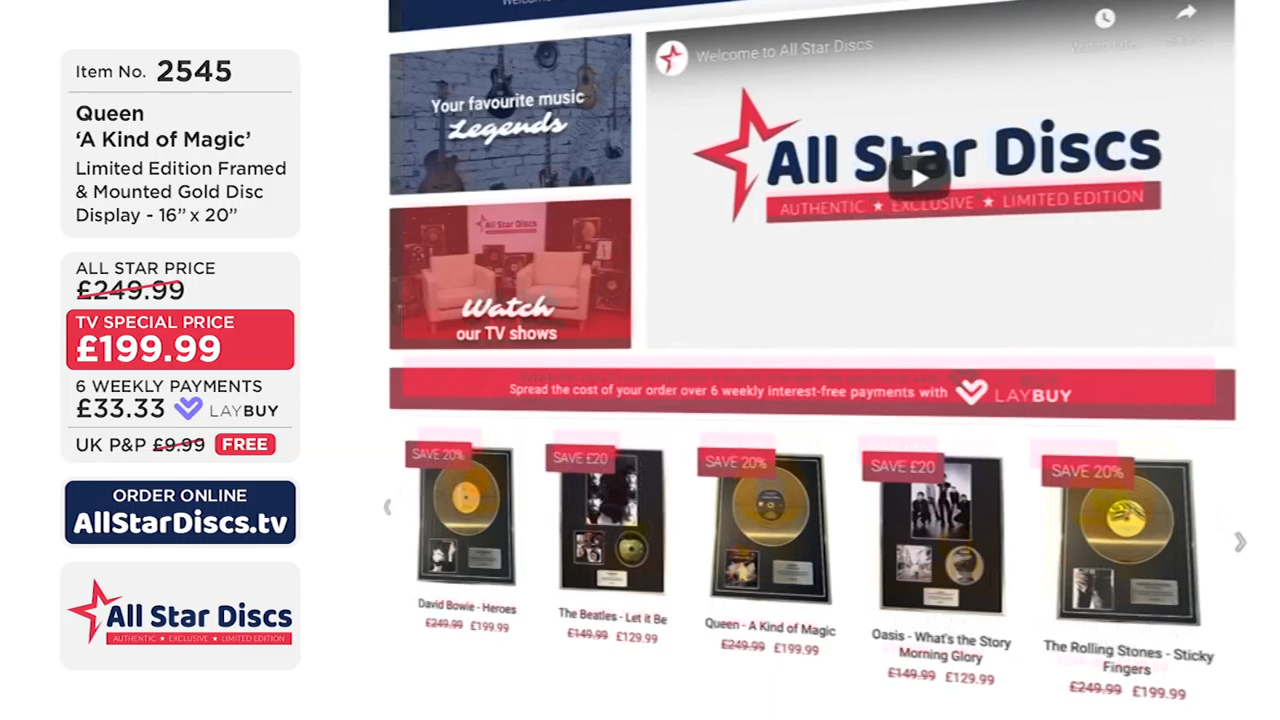 Item No. 2545
Queen
‘A Kind of Magic’
Limited Edition Framed
& Mounted Gold Disc
Display - 16” x 20”
ALL STAR PRICE
£249.99
TV SPECIAL PRICE
£199.99
6 WEEKLY PAYMENTS
£33.33 LAYBUY
UK P&P £9.99 FREE
ORDER ONLINE
AllStarDiscs.tv
All Star Discs
AUTHENTIC ★ EXCLUSIVE ★ LIMITED EDITION
Your favourite music
Legends
All Star Discs
Watch
our TV shows
Welcome to All Star Discs
All Star Discs
AUTHENTIC ★ EXCLUSIVE ★ LIMITED EDITION
Spread the cost of your order over 6 weekly interest-free payments with LAYBUY
SAVE 20%
SAVE £20
SAVE 20%
SAVE £20
SAVE 20%
David Bowie - Heroes
£249.99 £199.99
The Beatles - Let it Be
£149.99 £129.99
Queen - A Kind of Magic
£249.99 £199.99
Oasis - What's the Story
Morning Glory
£149.99 £129.99
The Rolling Stones - Sticky
Fingers
£249.99 £199.99